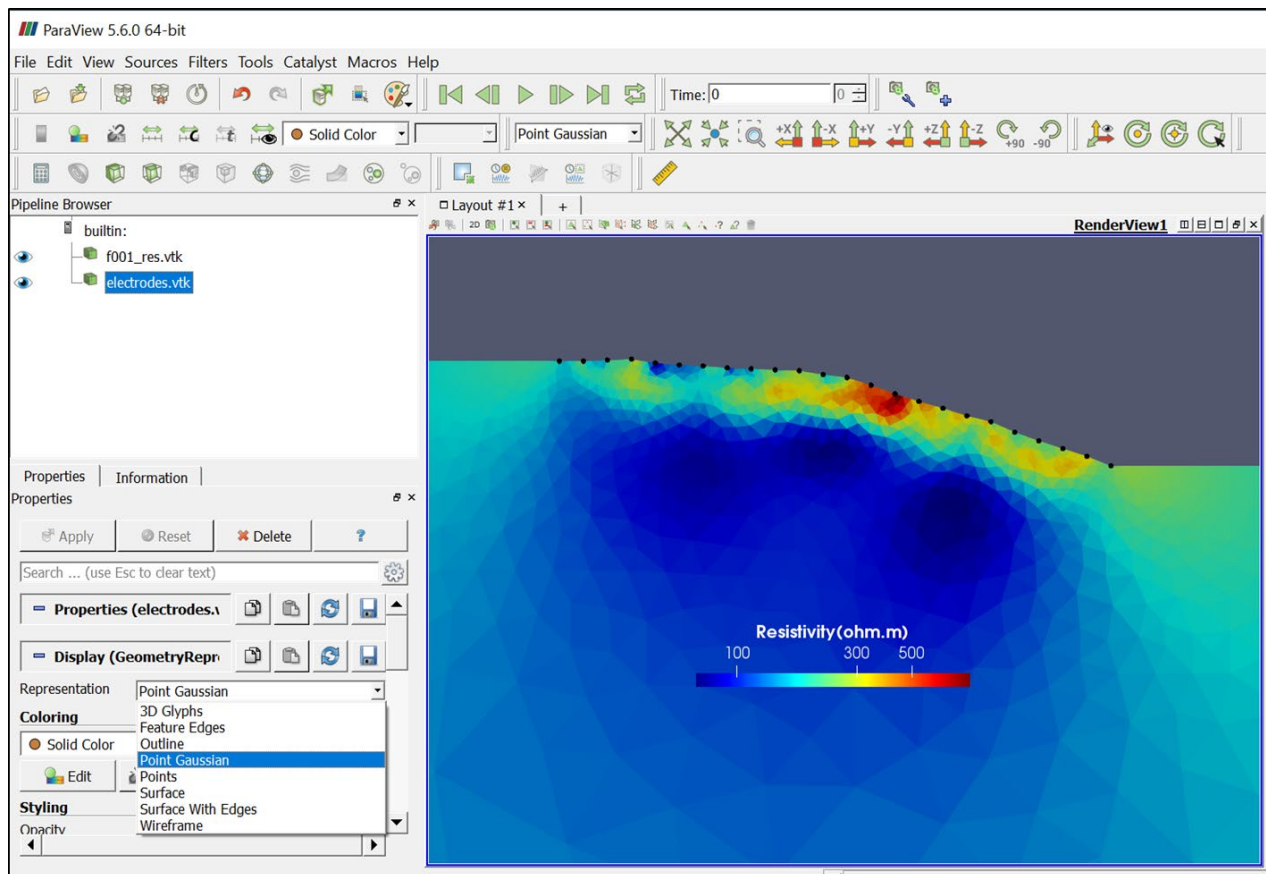 ParaView 5.6.0 64-bit
File Edit View Sources Filters Tools Catalyst Macros Help
Time: 0 0
Solid Color Point Gaussian +X -X +Y -Y +Z -Z +90 -90
Pipeline Browser
builtin:
f001_res.vtk
electrodes.vtk
Layout #1 × +
2D RenderView1
Properties Information
Properties
Apply Reset Delete ?
Search ... (use Esc to clear text)
Properties (electrodes.v
Display (GeometryRepr
Representation Point Gaussian
3D Glyphs
Coloring
Feature Edges
Solid Color
Outline
Point Gaussian
Edit
Points
Surface
Styling
Surface With Edges
Opacity
Wireframe
Resistivity(ohm.m)
100 300 500